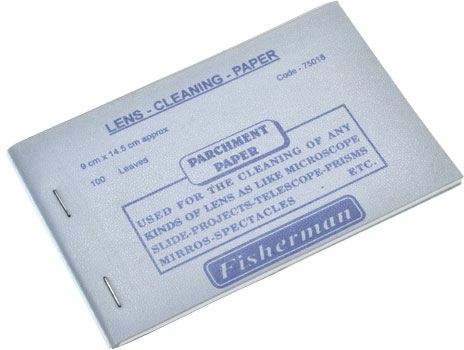 LENS - CLEANING - PAPER
Code - 75018
9 cm x 14.5 cm approx
100 Leaves
PARCHMENT
PAPER
USED FOR THE CLEANING OF ANY
KINDS OF LENS AS LIKE MICROSCOPE
SLIDE-PROJECTS-TELESCOPE-PRISMS
MIRROS-SPECTACLES . ETC.
Fisherman